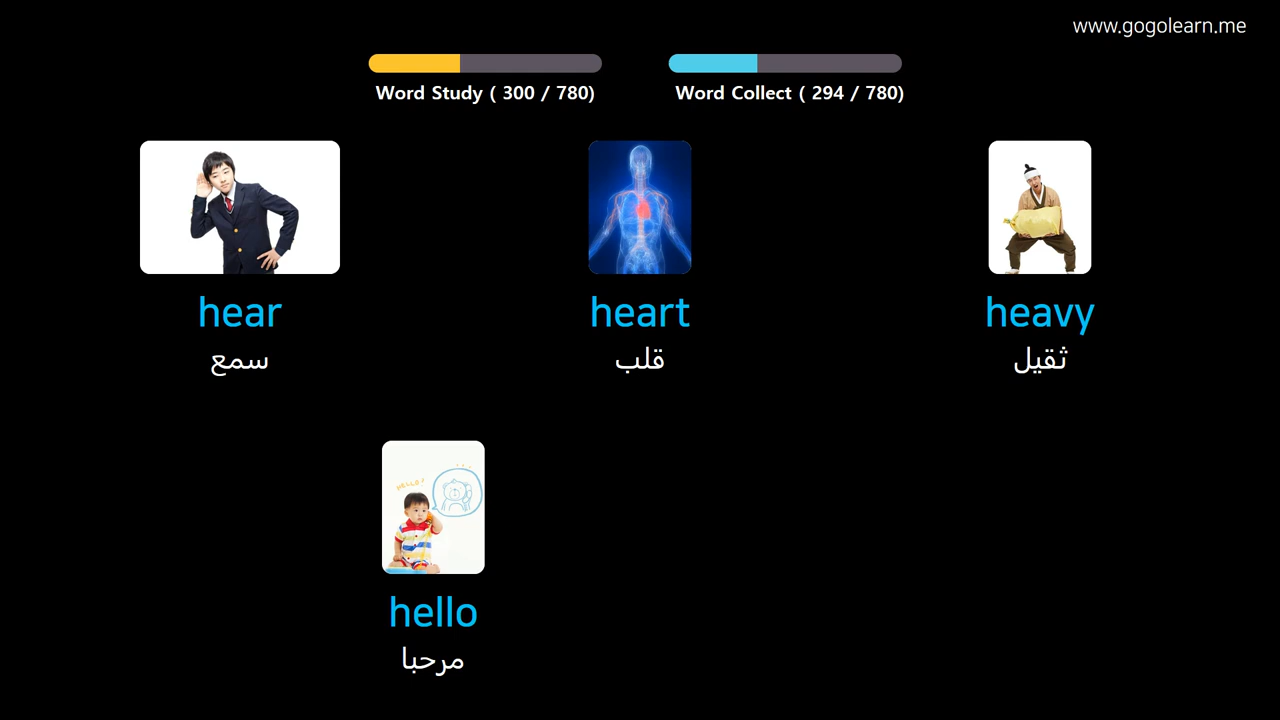 www.gogolearn.me
Word Study ( 300 / 780)
Word Collect ( 294 / 780)
hear
سمع
heart
قلب
heavy
ثقيل
HELLO!
hello
مرحبا